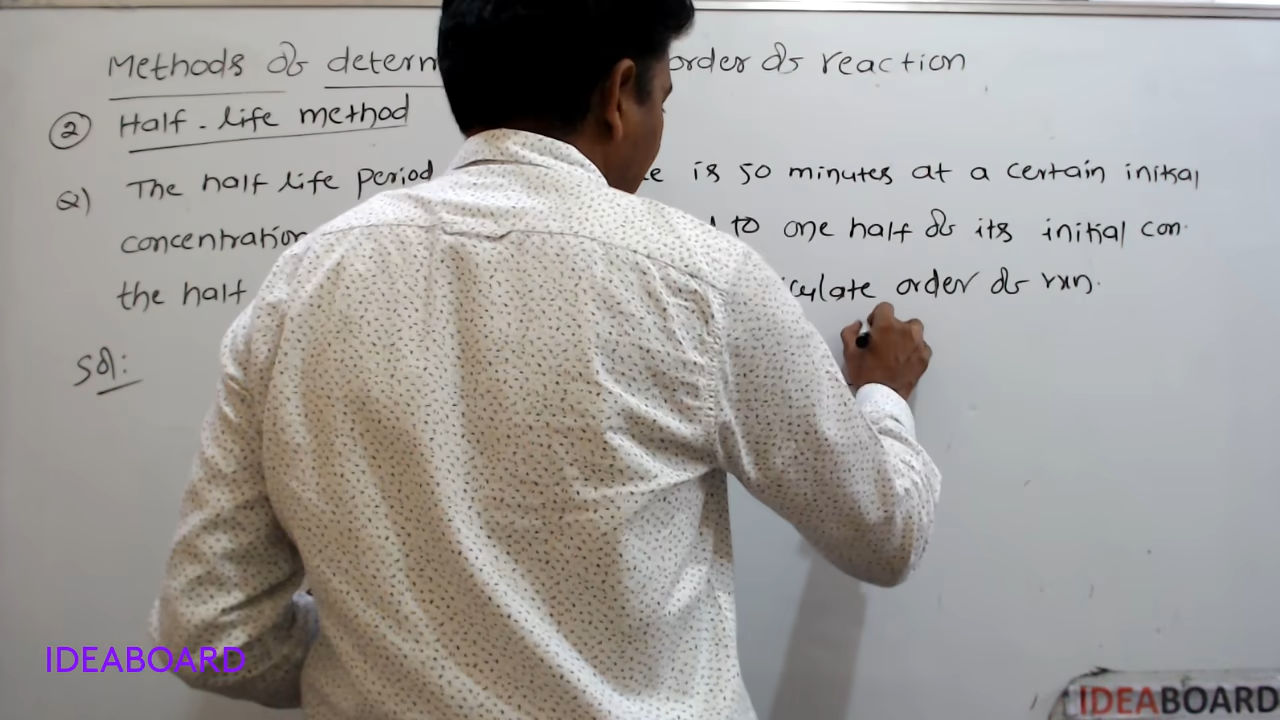 Methods of determ order of reaction
② Half-life method
Q) The half life period is 50 minutes at a certain initial
concentration to one half of its initial con.
the half order of rxn.
Sol:
IDEABOARD
IDEABOARD